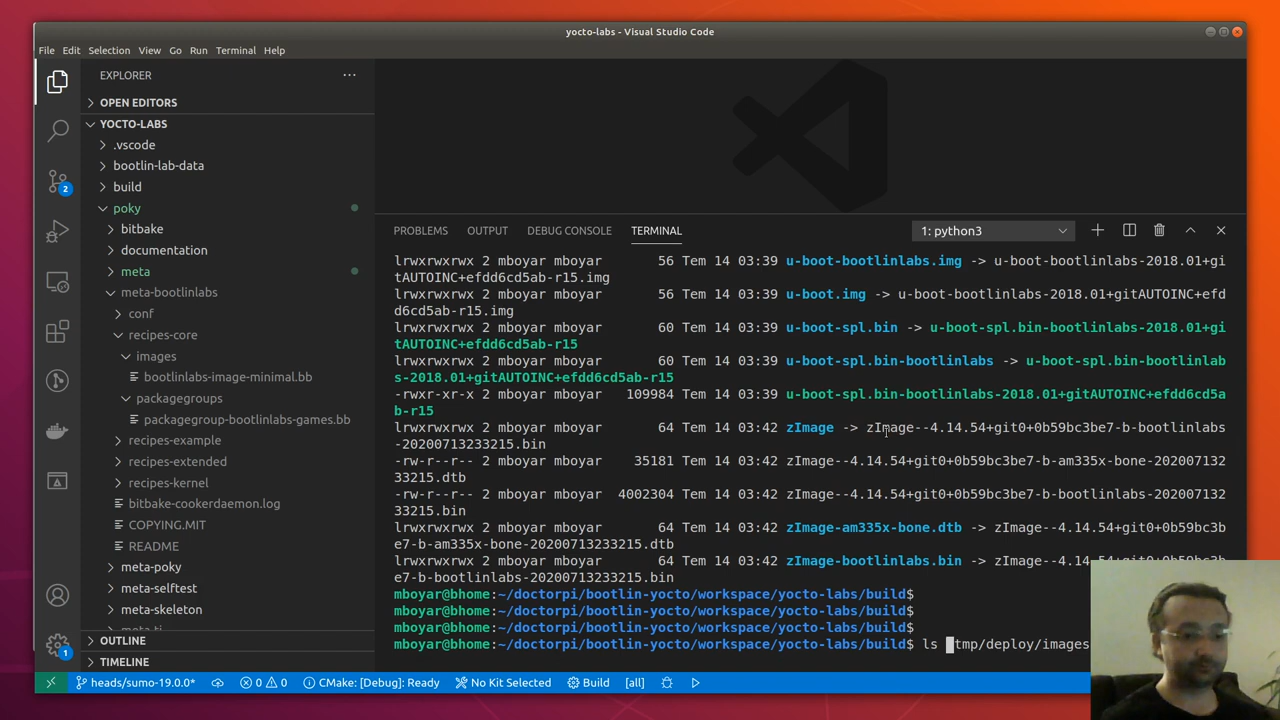 yocto-labs - Visual Studio Code
File Edit Selection View Go Run Terminal Help
EXPLORER
OPEN EDITORS
YOCTO-LABS
.vscode
bootlin-lab-data
build
poky
bitbake
documentation
meta
meta-bootlinlabs
conf
recipes-core
images
bootlinlabs-image-minimal.bb
packagegroups
packagegroup-bootlinlabs-games.bb
recipes-example
recipes-extended
recipes-kernel
bitbake-cookerdaemon.log
COPYING.MIT
README
meta-poky
meta-selftest
meta-skeleton
OUTLINE
TIMELINE
2
1
PROBLEMS OUTPUT DEBUG CONSOLE TERMINAL 1: python3
lrwxrwxrwx 2 mboyar mboyar 56 Tem 14 03:39 u-boot-bootlinlabs.img -> u-boot-bootlinlabs-2018.01+gi
tAUTOINC+efdd6cd5ab-r15.img
lrwxrwxrwx 2 mboyar mboyar 56 Tem 14 03:39 u-boot.img -> u-boot-bootlinlabs-2018.01+gitAUTOINC+efd
d6cd5ab-r15.img
lrwxrwxrwx 2 mboyar mboyar 60 Tem 14 03:39 u-boot-spl.bin -> u-boot-spl.bin-bootlinlabs-2018.01+gi
tAUTOINC+efdd6cd5ab-r15
lrwxrwxrwx 2 mboyar mboyar 60 Tem 14 03:39 u-boot-spl.bin-bootlinlabs -> u-boot-spl.bin-bootlinlab
s-2018.01+gitAUTOINC+efdd6cd5ab-r15
-rwxr-xr-x 2 mboyar mboyar 109984 Tem 14 03:39 u-boot-spl.bin-bootlinlabs-2018.01+gitAUTOINC+efdd6cd5a
b-r15
lrwxrwxrwx 2 mboyar mboyar 64 Tem 14 03:42 zImage -> zImage--4.14.54+git0+0b59bc3be7-b-bootlinlabs
-20200713233215.bin
-rw-r--r-- 2 mboyar mboyar 35181 Tem 14 03:42 zImage--4.14.54+git0+0b59bc3be7-b-am335x-bone-202007132
33215.dtb
-rw-r--r-- 2 mboyar mboyar 4002304 Tem 14 03:42 zImage--4.14.54+git0+0b59bc3be7-b-bootlinlabs-2020071323
3215.bin
lrwxrwxrwx 2 mboyar mboyar 64 Tem 14 03:42 zImage-am335x-bone.dtb -> zImage--4.14.54+git0+0b59bc3b
e7-b-am335x-bone-20200713233215.dtb
lrwxrwxrwx 2 mboyar mboyar 64 Tem 14 03:42 zImage-bootlinlabs.bin -> zImage--4.14.54
e7-b-bootlinlabs-20200713233215.bin
mboyar@bhome:~/doctorpi/bootlin-yocto/workspace/yocto-labs/build$
mboyar@bhome:~/doctorpi/bootlin-yocto/workspace/yocto-labs/build$
mboyar@bhome:~/doctorpi/bootlin-yocto/workspace/yocto-labs/build$
mboyar@bhome:~/doctorpi/bootlin-yocto/workspace/yocto-labs/build$ ls tmp/deploy/images
heads/sumo-19.0.0* 0 0 CMake: [Debug]: Ready No Kit Selected Build [all]